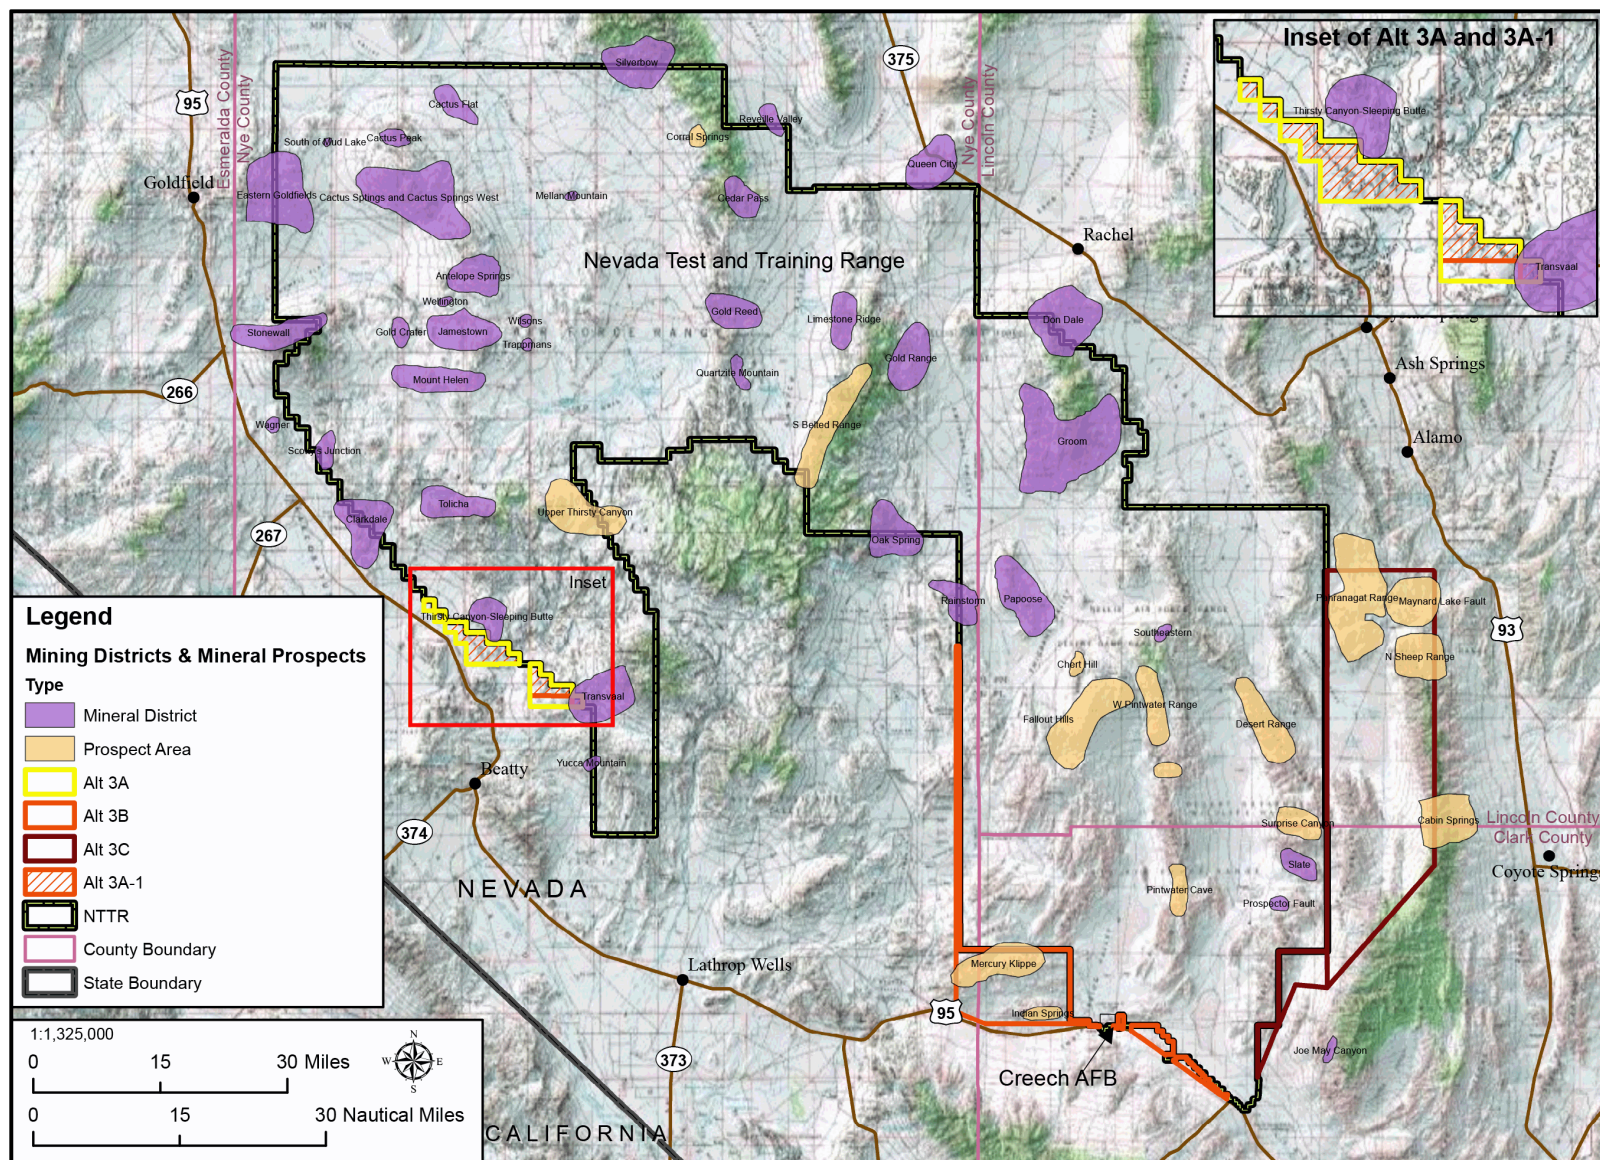 Inset of Alt 3A and 3A-1
Thirsty Canyon-Sleeping Butte
Transvaal
95
375
Esmeralda County
Nye County
Nye County
Lincoln County
Silverbow
Cactus Flat
Reveille Valley
Corral Springs
South of Mud Lake
Cactus Peak
Queen City
Goldfield
Eastern Goldfields
Cactus Sptings and Cactus Springs West
Mellan Mountain
Cedar Pass
Rachel
Nevada Test and Training Range
Antelope Springs
Wellington
Gold Reed
Limestone Ridge
Don Dale
Stonewall
Gold Crater
Jamestown
Wilsons
Trappmans
Gold Range
Ash Springs
266
Mount Helen
Quartzite Mountain
Wagner
S Belted Range
Groom
Alamo
Scotty's Junction
Tolicha
Clarkdale
Upper Thirsty Canyon
267
Oak Spring
Inset
Rainstorm
Papoose
Pahranagat Range
Maynard Lake Fault
Thirsty Canyon-Sleeping Butte
Southeastern
93
N Sheep Range
Chert Hill
Transvaal
W Pintwater Range
Fallout Hills
Desert Range
Yucca Mountain
Beatty
374
Surprise Canyon
Cabin Springs
Lincoln County
Clark County
Slate
Coyote Springs
NEVADA
Pintwater Cave
Prospector Fault
Lathrop Wells
Mercury Klippe
95
Indian Springs
373
Joe May Canyon
Creech AFB
CALIFORNIA
Legend
Mining Districts & Mineral Prospects
Type
Mineral District
Prospect Area
Alt 3A
Alt 3B
Alt 3C
Alt 3A-1
NTTR
County Boundary
State Boundary
1:1,325,000
N
W E
S
0 15 30 Miles
0 15 30 Nautical Miles